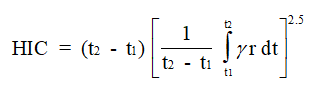 HIC = (t2 - t1) [ 1 / (t2 - t1) ∫ t1 t2 γr dt ] 2.5